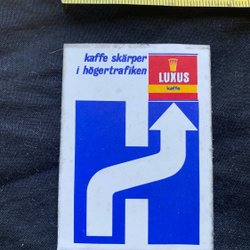 kaffe skärper
i högertrafiken
LUXUS
kaffe